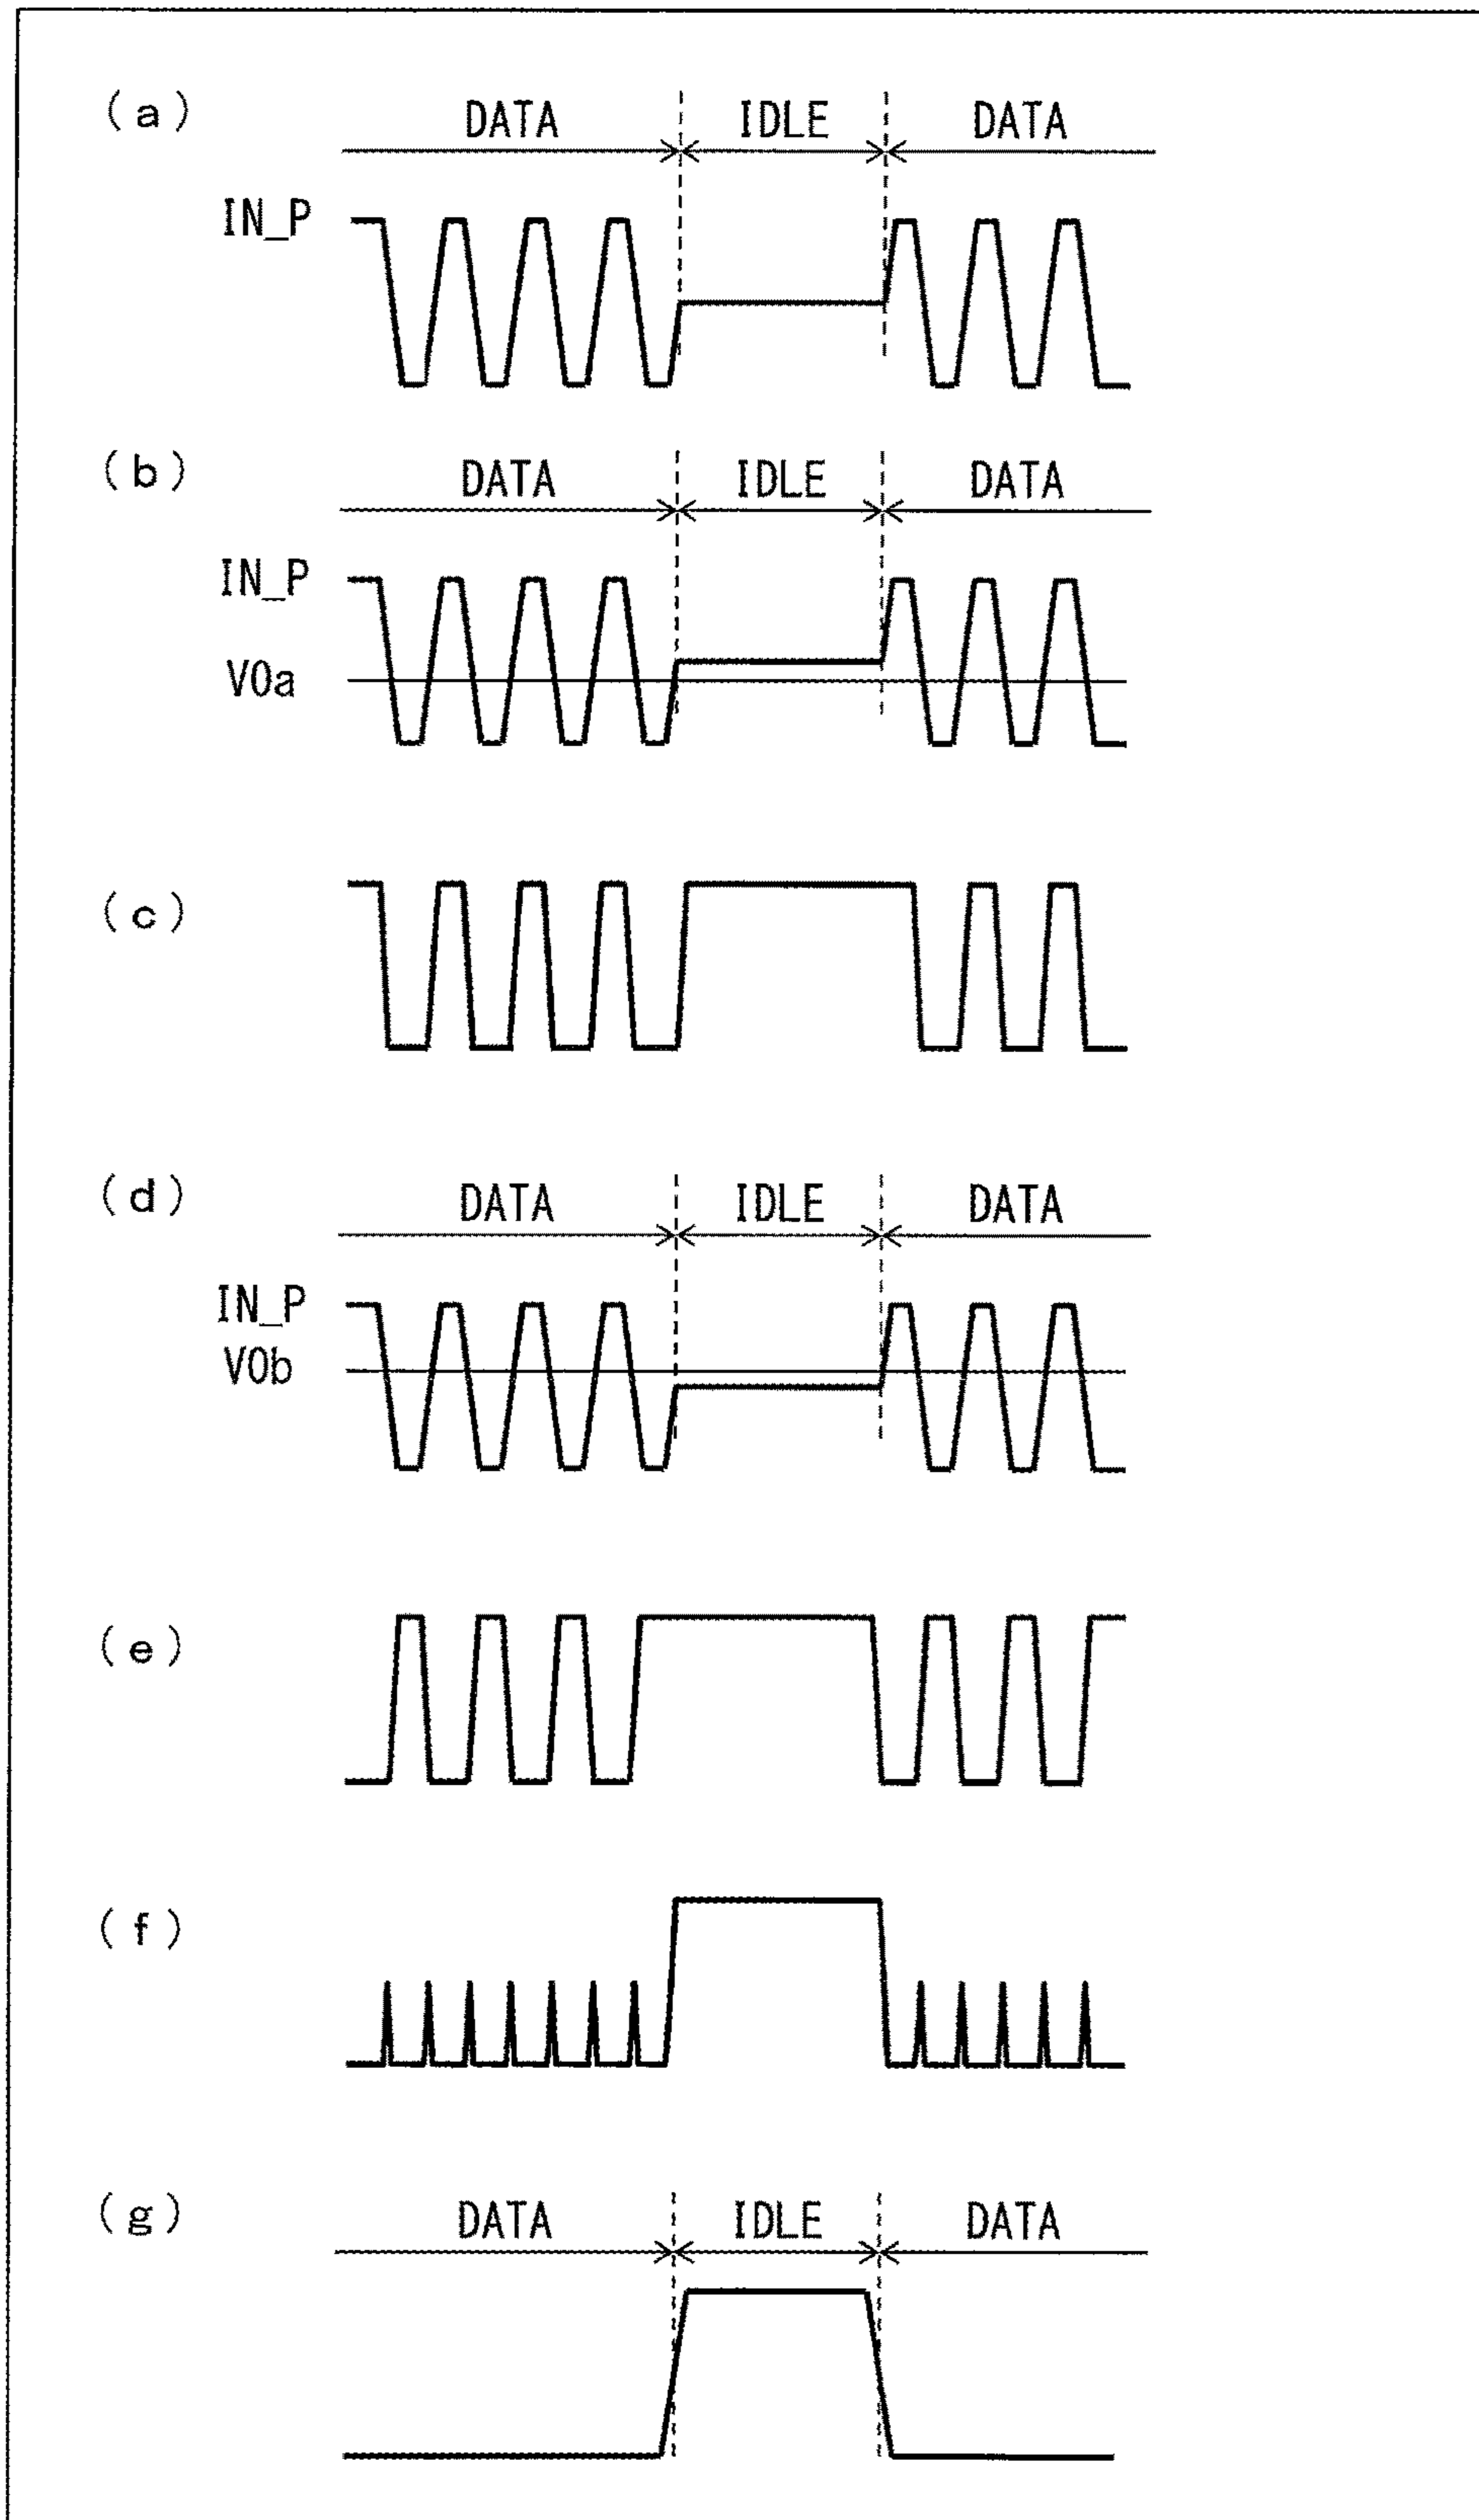 (a)
DATA IDLE DATA
IN_P
(b)
DATA IDLE DATA
IN_P
V0a
(c)
(d)
DATA IDLE DATA
IN_P
V0b
(e)
(f)
(g)
DATA IDLE DATA